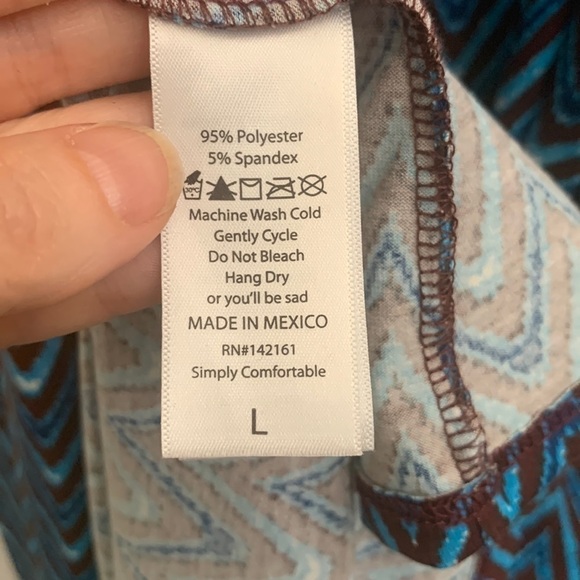 95% Polyester
5% Spandex
Machine Wash Cold
Gently Cycle
Do Not Bleach
Hang Dry
or you'll be sad
MADE IN MEXICO
RN#142161
Simply Comfortable
L